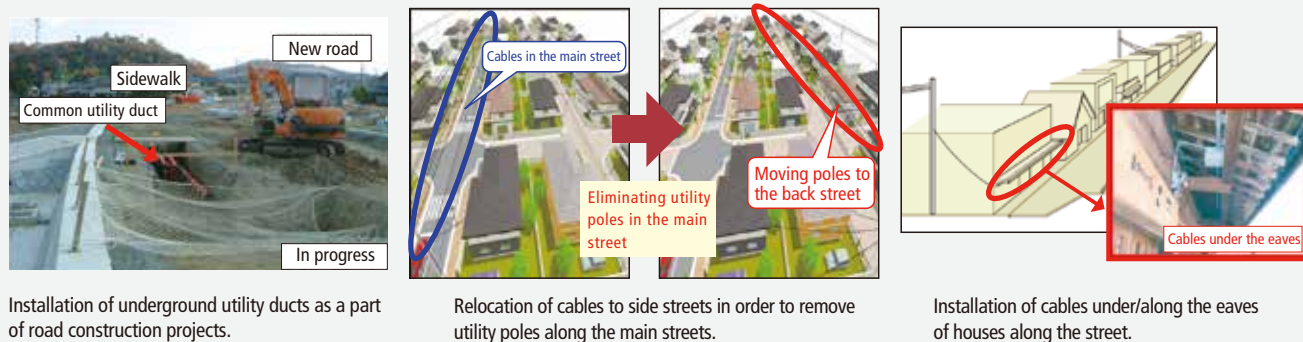 New road
Sidewalk
Common utility duct
In progress
Installation of underground utility ducts as a part
of road construction projects.
Cables in the main street
Eliminating utility
poles in the main
street
Moving poles to
the back street
Relocation of cables to side streets in order to remove
utility poles along the main streets.
Cables under the eaves
Installation of cables under/along the eaves
of houses along the street.